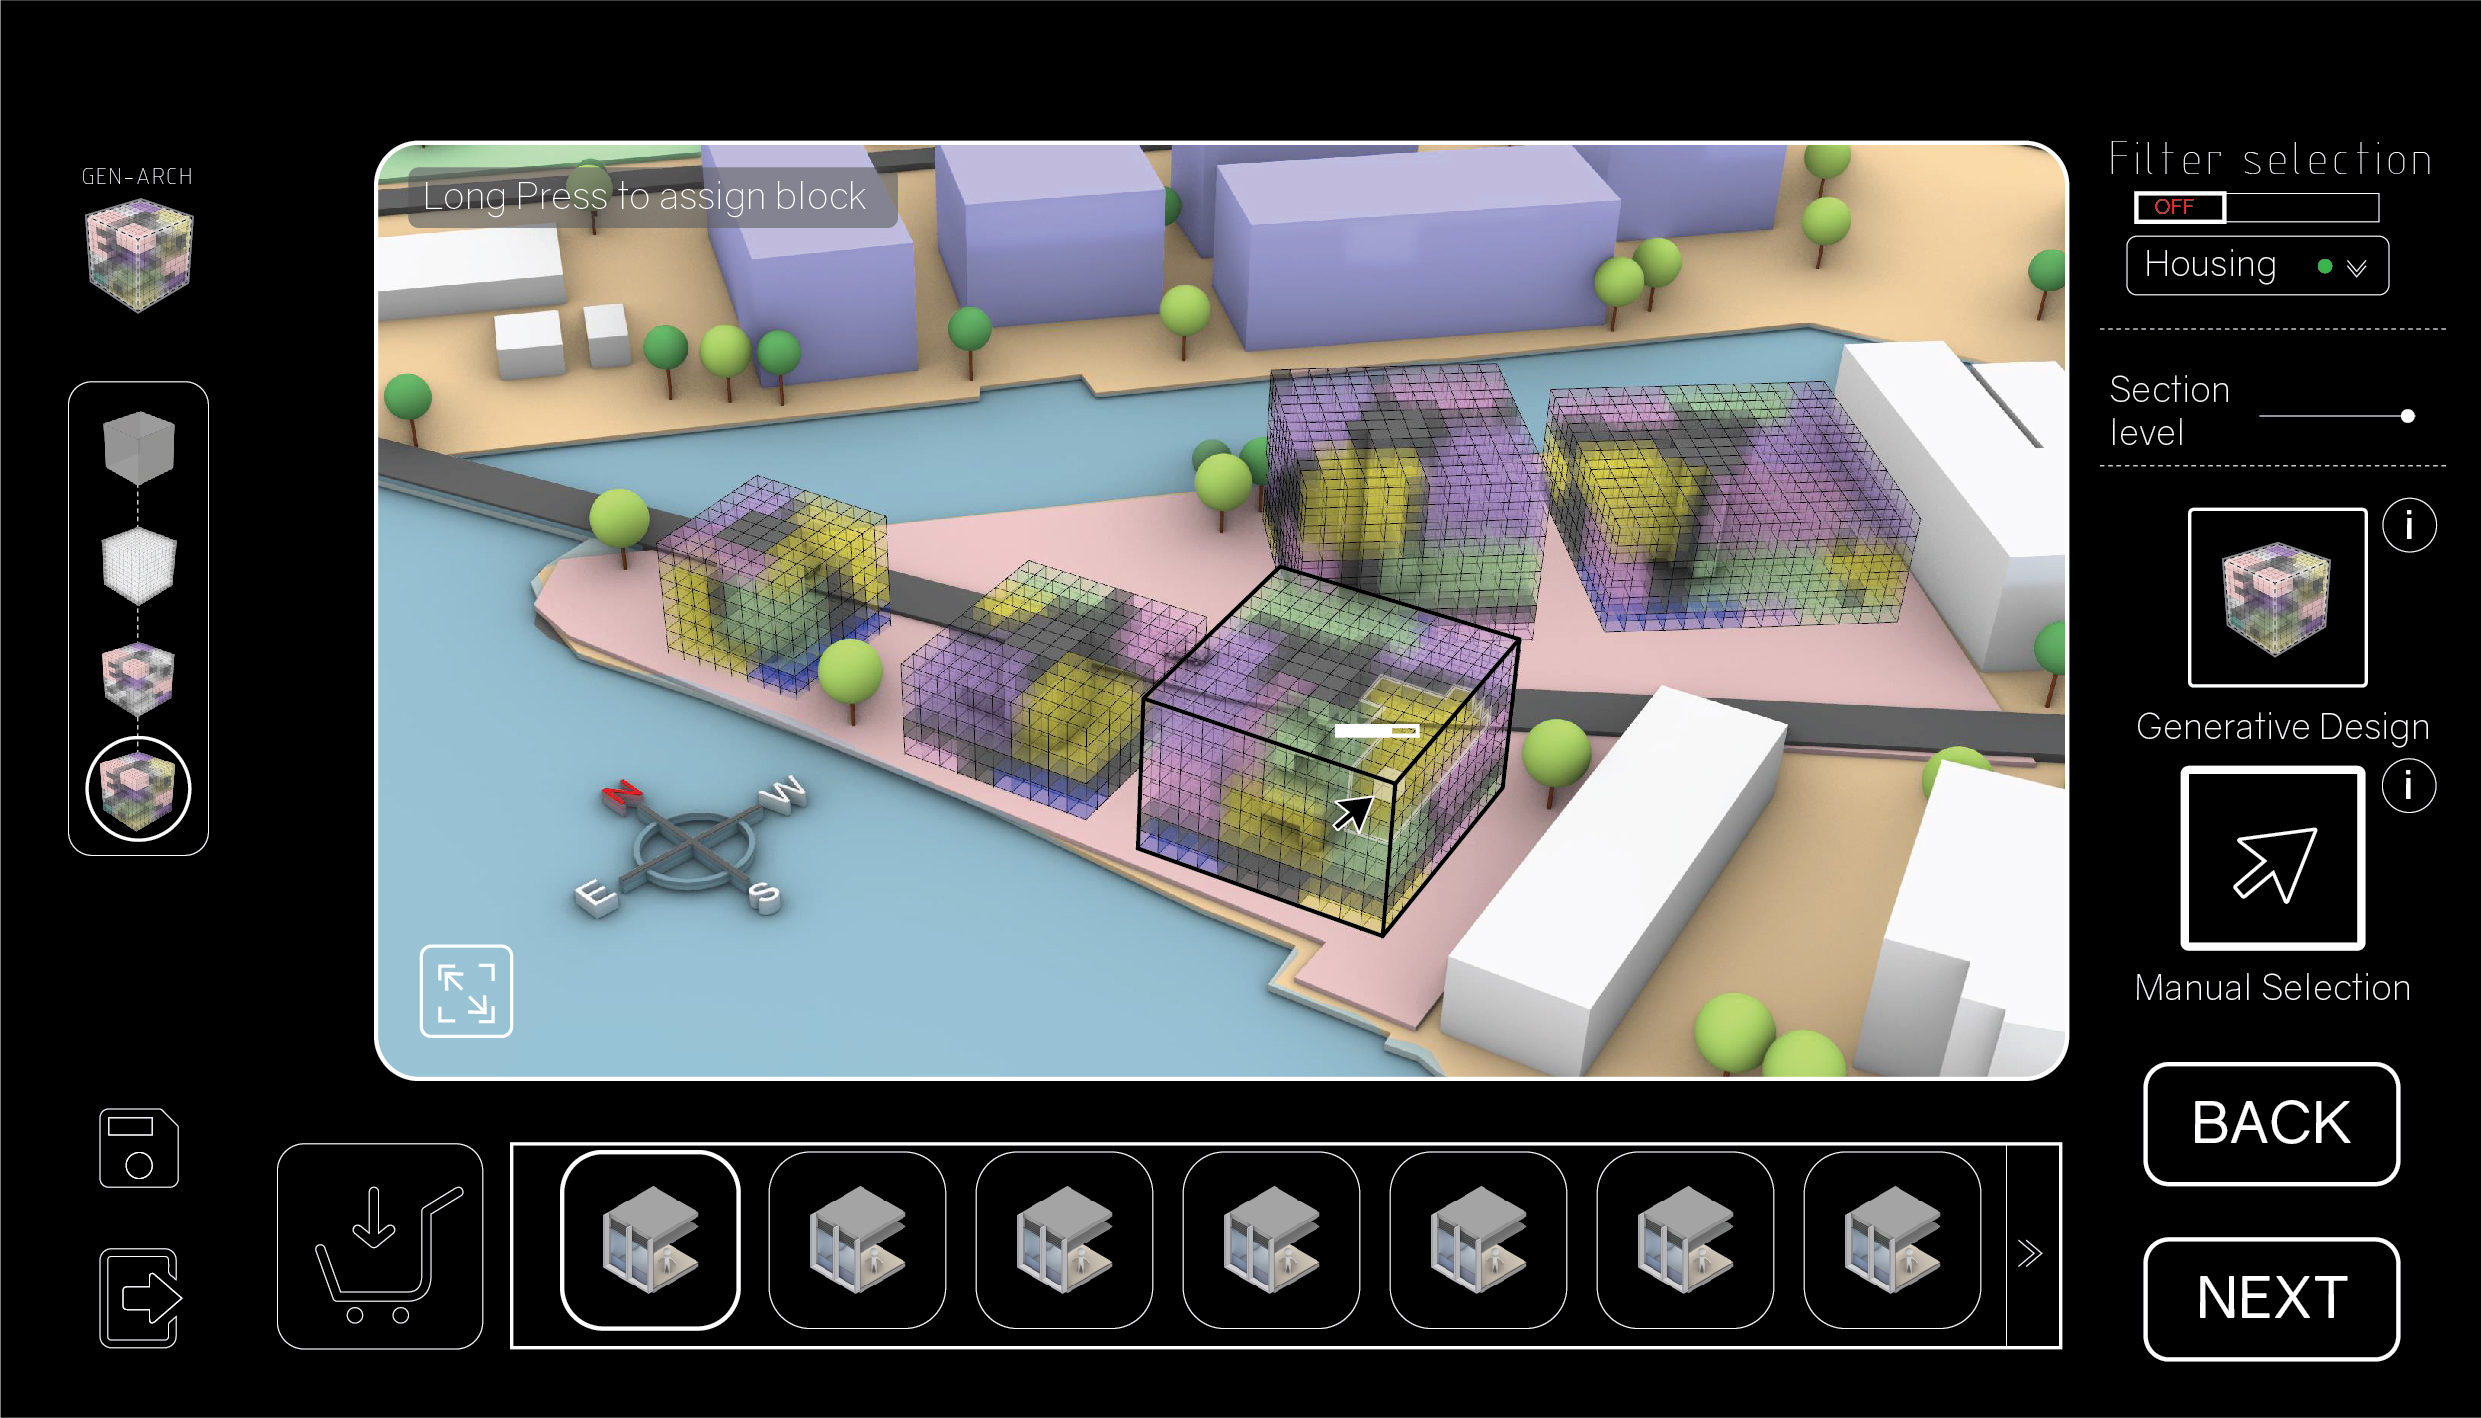 GEN-ARCH
Long Press to assign block
N
W
E
S
Filter selection
OFF
Housing
Section
level
i
Generative Design
i
Manual Selection
BACK
NEXT